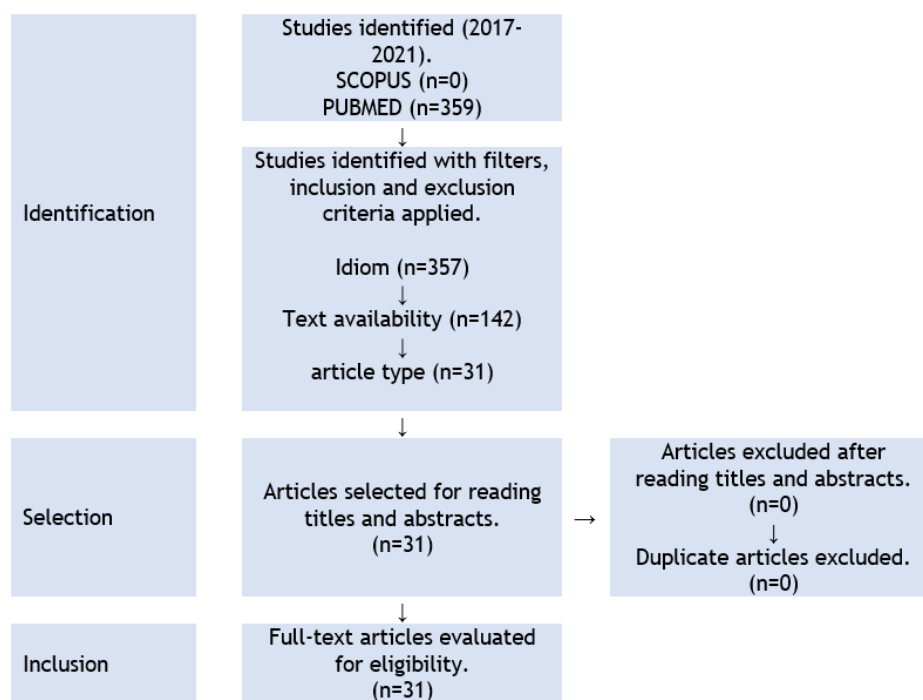 Studies identified (2017-
2021).
SCOPUS (n=0)
PUBMED (n=359)
↓
Identification
Studies identified with filters,
inclusion and exclusion
criteria applied.
Idiom (n=357)
↓
Text availability (n=142)
↓
article type (n=31)
↓
Selection
Articles selected for reading
titles and abstracts.
(n=31)
→
Articles excluded after
reading titles and abstracts.
(n=0)
↓
Duplicate articles excluded.
(n=0)
↓
Inclusion
Full-text articles evaluated
for eligibility.
(n=31)